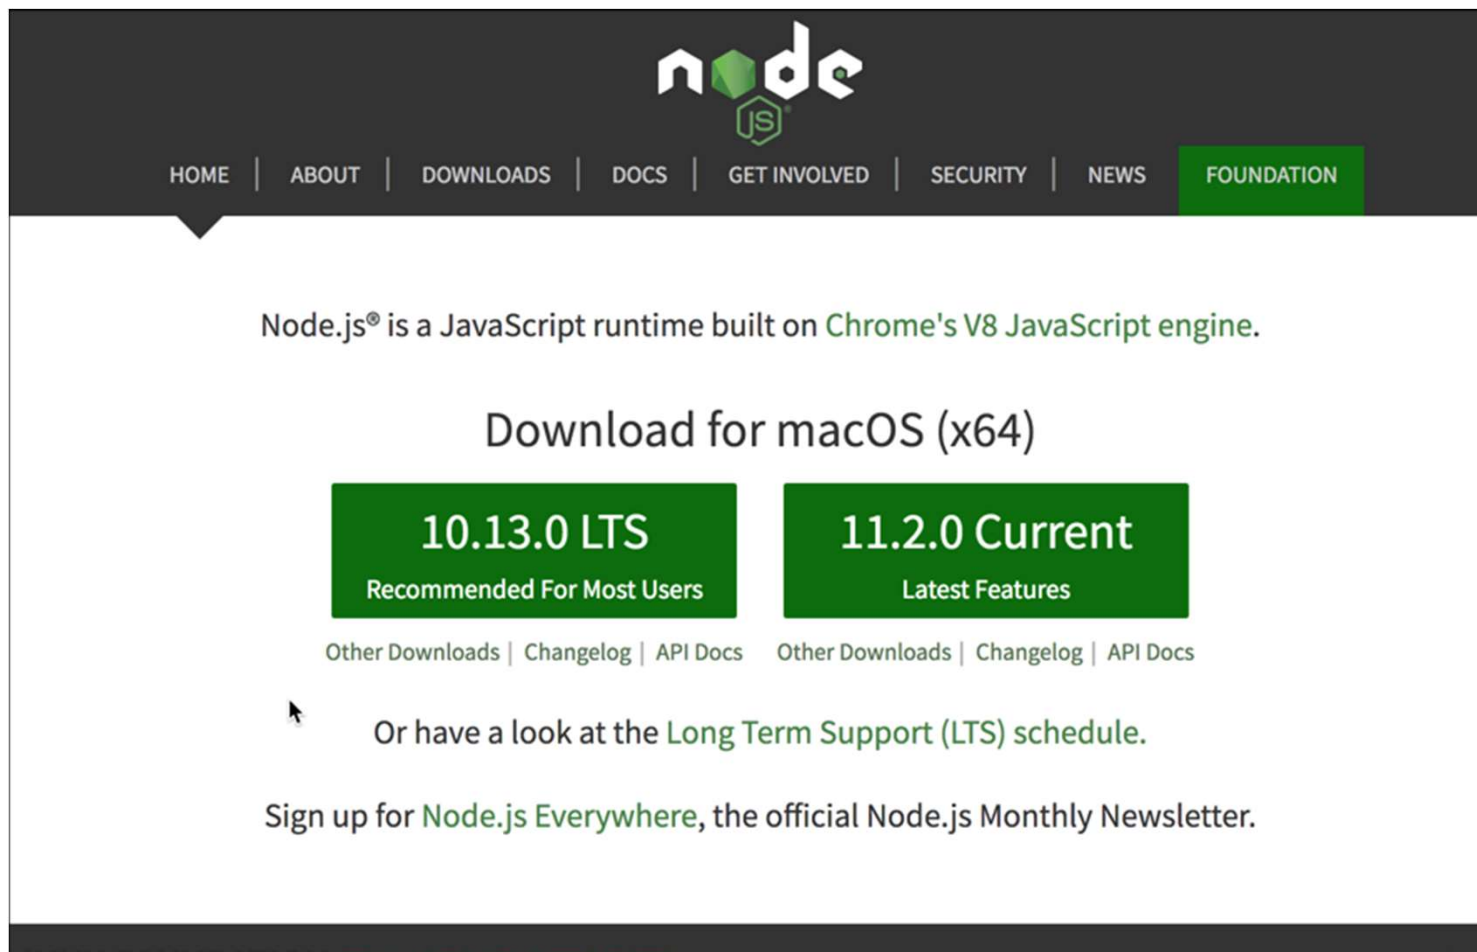 node
JS
HOME | ABOUT | DOWNLOADS | DOCS | GET INVOLVED | SECURITY | NEWS FOUNDATION
Node.js® is a JavaScript runtime built on Chrome's V8 JavaScript engine.
Download for macOS (x64)
10.13.0 LTS
Recommended For Most Users
Other Downloads | Changelog | API Docs
11.2.0 Current
Latest Features
Other Downloads | Changelog | API Docs
Or have a look at the Long Term Support (LTS) schedule.
Sign up for Node.js Everywhere, the official Node.js Monthly Newsletter.